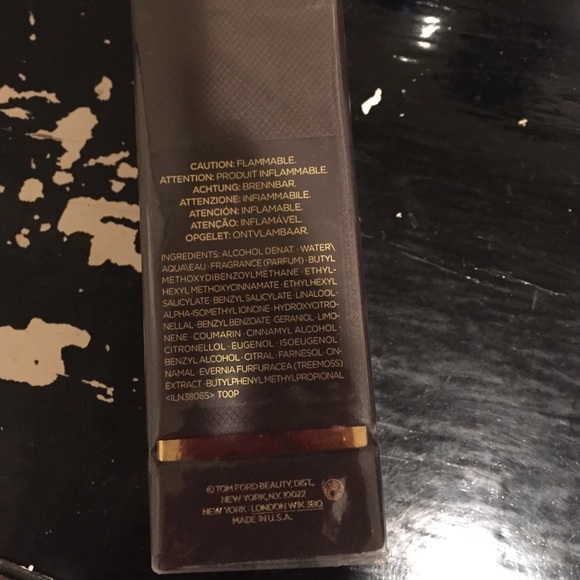 CAUTION: FLAMMABLE.
ATTENTION: PRODUIT INFLAMMABLE.
ACHTUNG: BRENNBAR.
ATTENZIONE: INFIAMMABILE.
ATENCIÓN: INFLAMABLE.
ATENÇÃO: INFLAMÁVEL.
OPGELET: ONTVLAMBAAR.
INGREDIENTS: ALCOHOL DENAT. · WATER\
AQUA\EAU · FRAGRANCE (PARFUM) · BUTYL
METHOXYDIBENZOYLMETHANE · ETHYL-
HEXYL METHOXYCINNAMATE · ETHYLHEXYL
SALICYLATE · BENZYL SALICYLATE · LINALOOL ·
ALPHA-ISOMETHYL IONONE · HYDROXYCITRO-
NELLAL · BENZYL BENZOATE · GERANIOL · LIMO-
NENE · COUMARIN · CINNAMYL ALCOHOL ·
CITRONELLOL · EUGENOL · ISOEUGENOL ·
BENZYL ALCOHOL · CITRAL · FARNESOL · CIN-
NAMAL · EVERNIA FURFURACEA (TREEMOSS)
EXTRACT · BUTYLPHENYL METHYLPROPIONAL
<ILN38065> TOOP
© TOM FORD BEAUTY, DIST.,
NEW YORK, NY. 10022
NEW YORK · LONDON W1K 3BQ
MADE IN U.S.A.